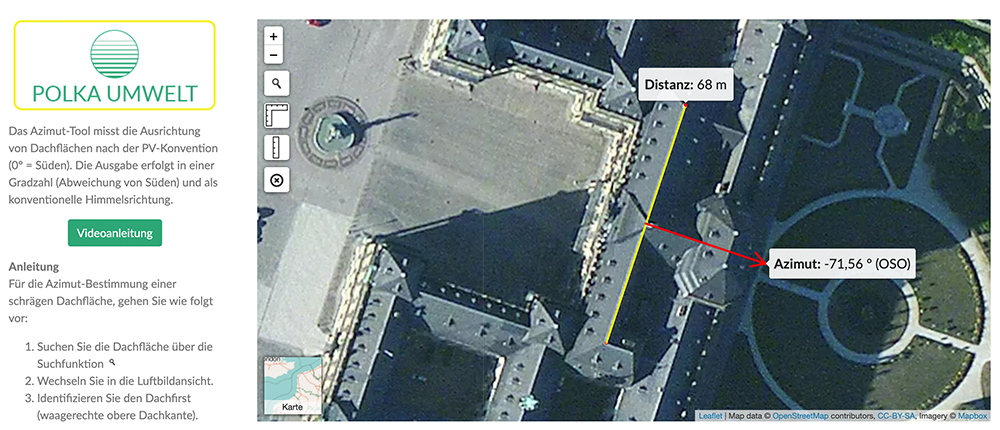 POLKA UMWELT
Das Azimut-Tool misst die Ausrichtung
von Dachflächen nach der PV-Konvention
(0° = Süden). Die Ausgabe erfolgt in einer
Gradzahl (Abweichung von Süden) und als
konventionelle Himmelsrichtung.
Videoanleitung
Anleitung
Für die Azimut-Bestimmung einer
schrägen Dachfläche, gehen Sie wie folgt
vor:
1. Suchen Sie die Dachfläche über die
Suchfunktion
2. Wechseln Sie in die Luftbildansicht.
3. Identifizieren Sie den Dachfirst
(waagerechte obere Dachkante).
+
−
Distanz: 68 m
Azimut: -71,56 ° (OSO)
Karte
Leaflet | Map data © OpenStreetMap contributors, CC-BY-SA, Imagery © Mapbox